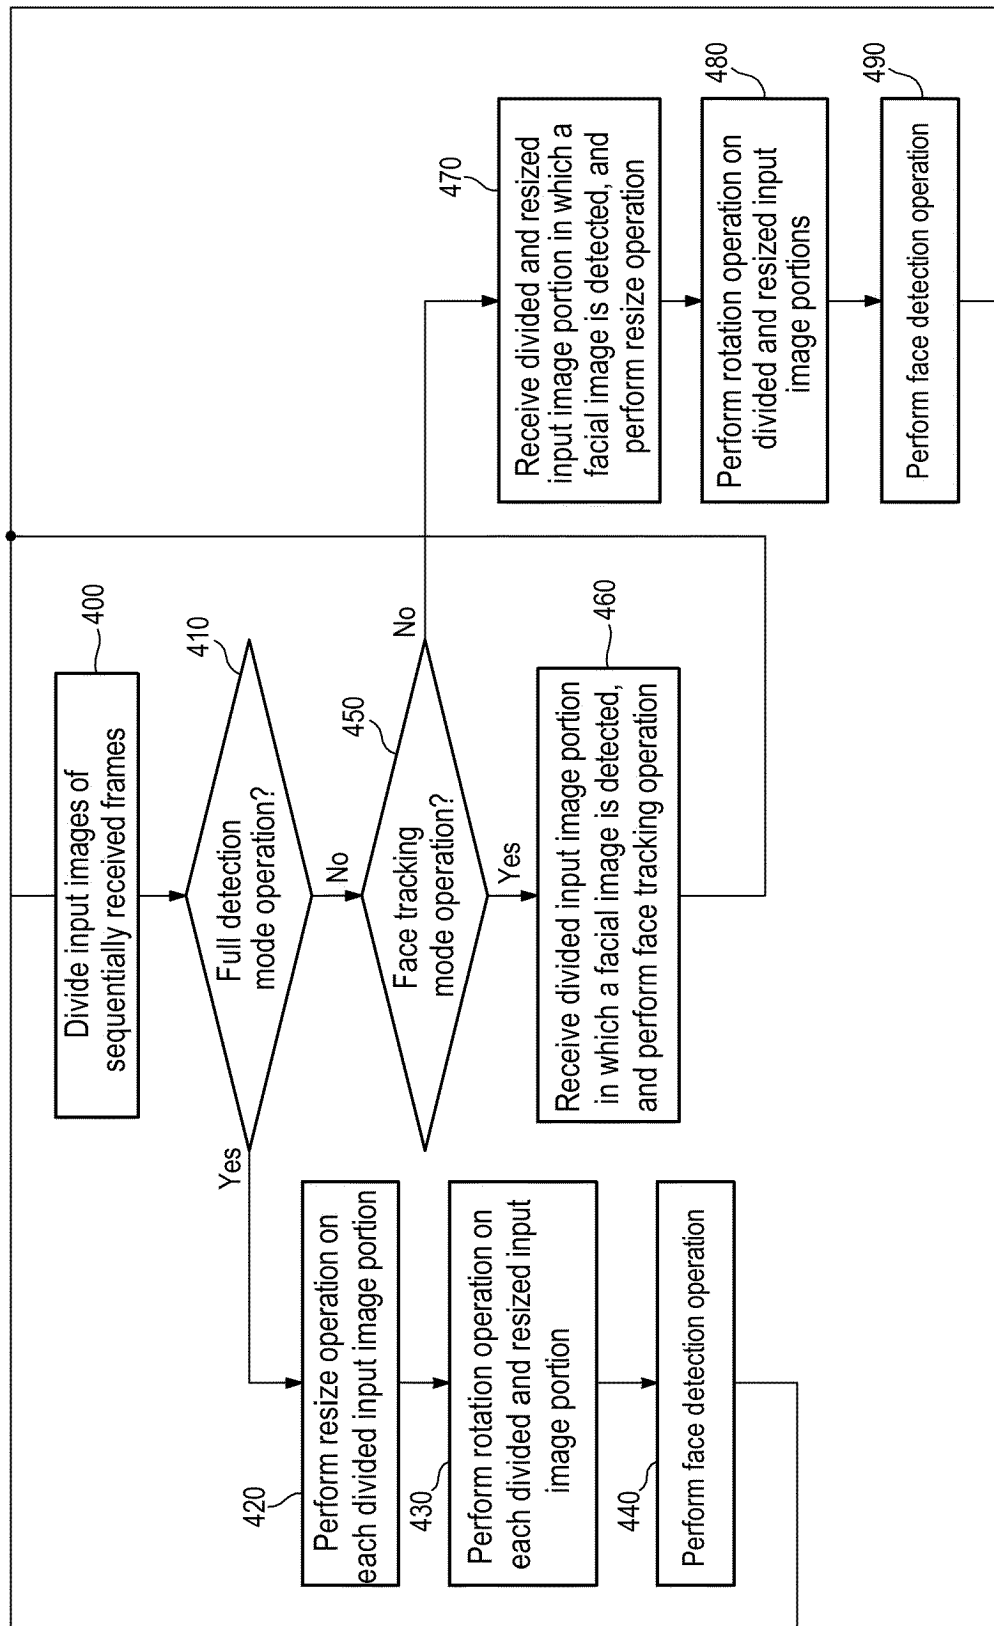 400
Divide input images of
sequentially received frames
410
Full detection
mode operation?
Yes
No
420
Perform resize operation on
each divided input image portion
430
Perform rotation operation on
each divided and resized input
image portion
440
Perform face detection operation
450
Face tracking
mode operation?
Yes
No
460
Receive divided input image portion
in which a facial image is detected,
and perform face tracking operation
470
Receive divided and resized
input image portion in which a
facial image is detected, and
perform resize operation
480
Perform rotation operation on
divided and resized input
image portions
490
Perform face detection operation